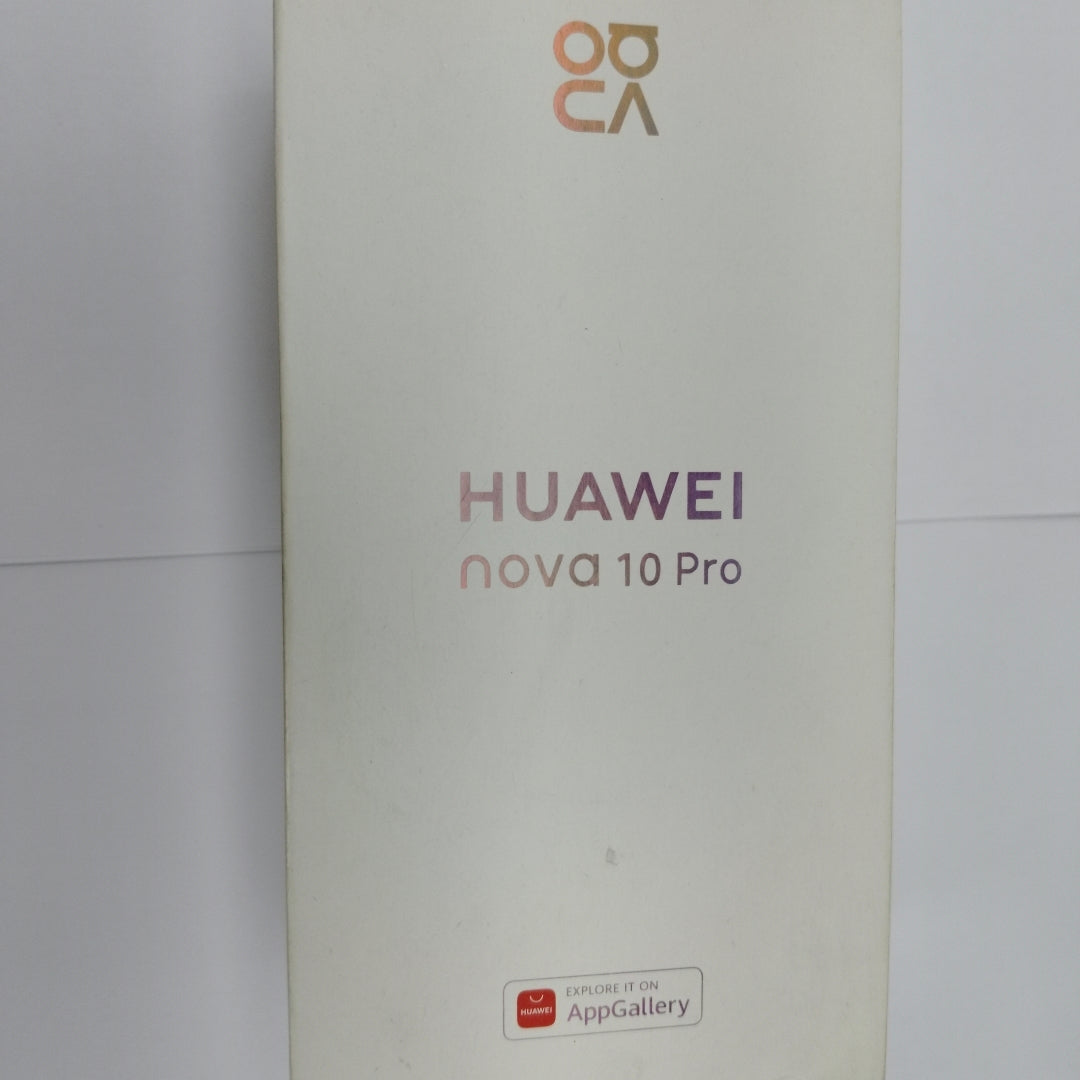 HUAWEI
nova 10 Pro
HUAWEI
EXPLORE IT ON
AppGallery